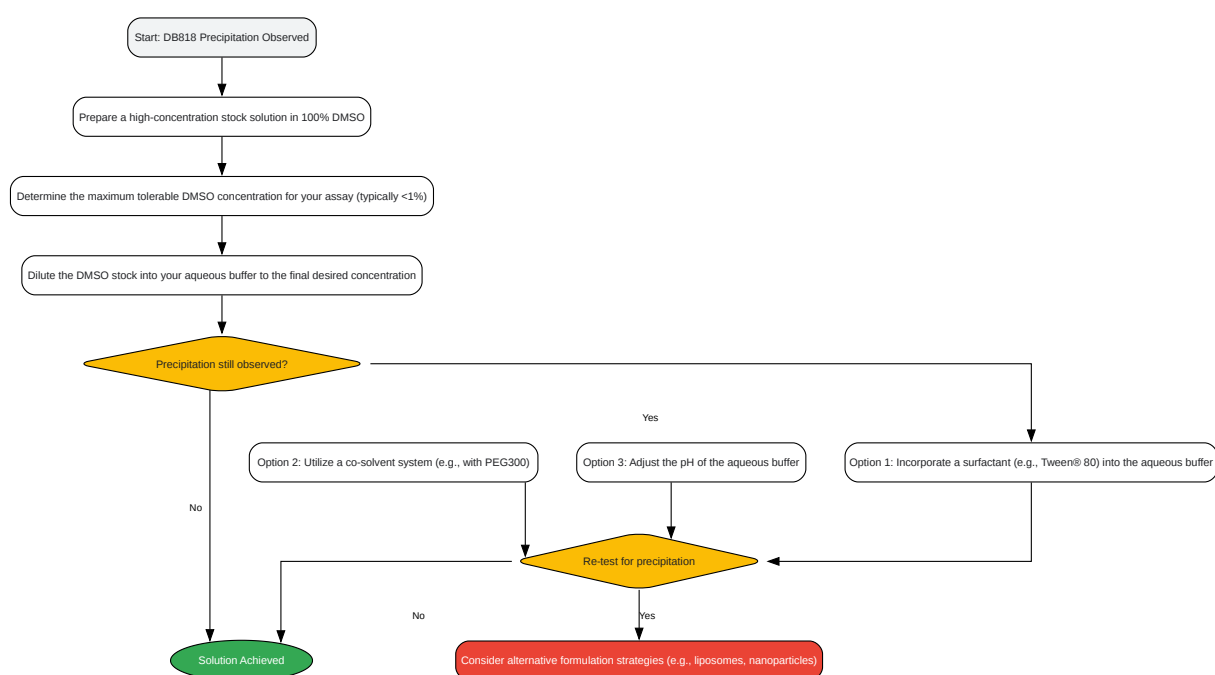 Start: DB818 Precipitation Observed
Prepare a high-concentration stock solution in 100% DMSO
Determine the maximum tolerable DMSO concentration for your assay (typically <1%)
Dilute the DMSO stock into your aqueous buffer to the final desired concentration
Precipitation still observed?
Yes
Option 2: Utilize a co-solvent system (e.g., with PEG300)
Option 3: Adjust the pH of the aqueous buffer
Option 1: Incorporate a surfactant (e.g., Tween® 80) into the aqueous buffer
No
Re-test for precipitation
No
Yes
Solution Achieved
Consider alternative formulation strategies (e.g., liposomes, nanoparticles)